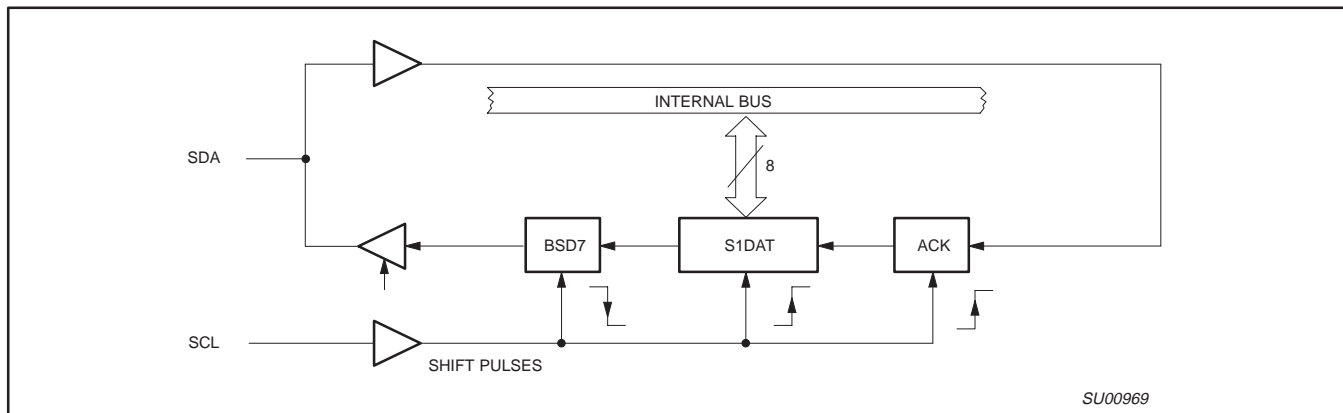 INTERNAL BUS
SDA
8
BSD7
S1DAT
ACK
SCL
SHIFT PULSES
SU00969